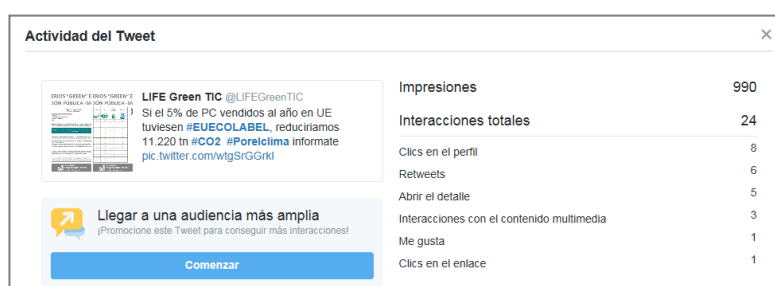 Actividad del Tweet
LIFE Green TIC @LIFEGreenTIC
Si el 5% de PC vendidos al año en UE
tuviesen #EUECOLABEL, reduciriamos
11.220 tn #CO2 #Porelclima informate
pic.twitter.com/wtgSrGGrkl
Llegar a una audiencia más amplia
¡Promocione este Tweet para conseguir más interacciones!
Comenzar
Impresiones 990
Interacciones totales 24
Clics en el perfil 8
Retweets 6
Abrir el detalle 5
Interacciones con el contenido multimedia 3
Me gusta 1
Clics en el enlace 1